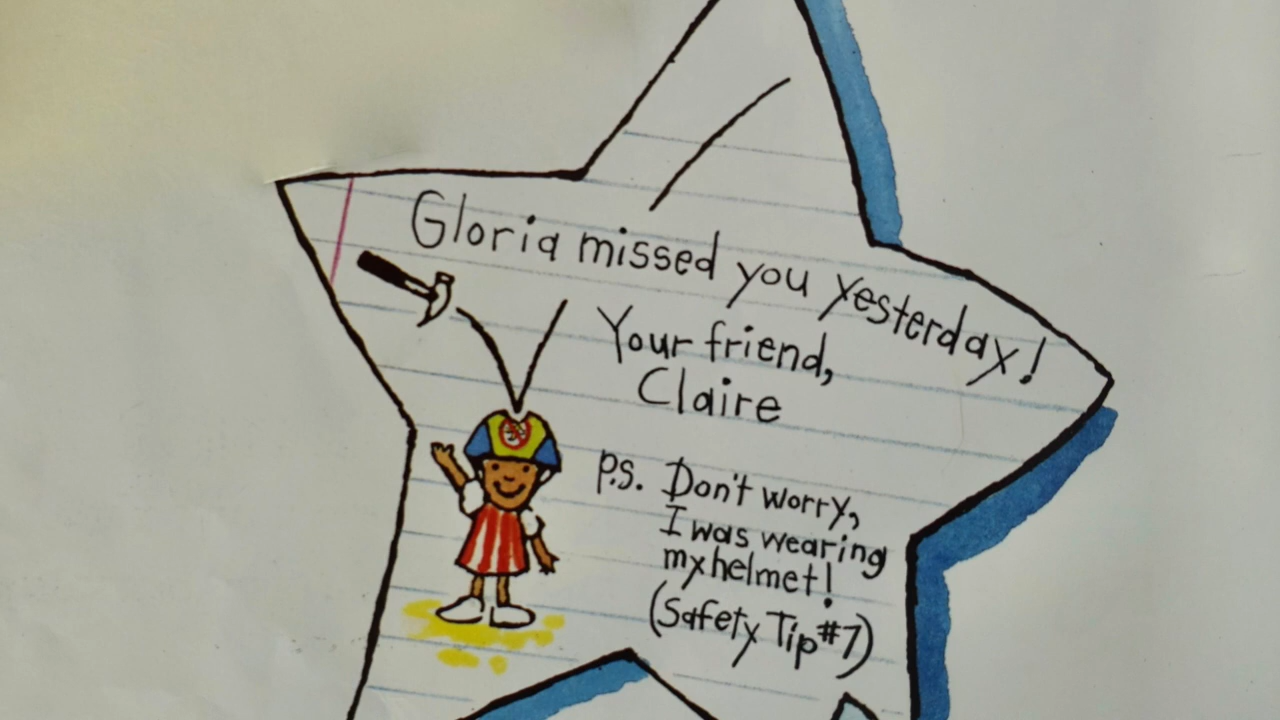 Gloria missed you yesterday!
Your friend,
Claire
P.S. Don't worry,
I was wearing
my helmet!
(Safety Tip #7)